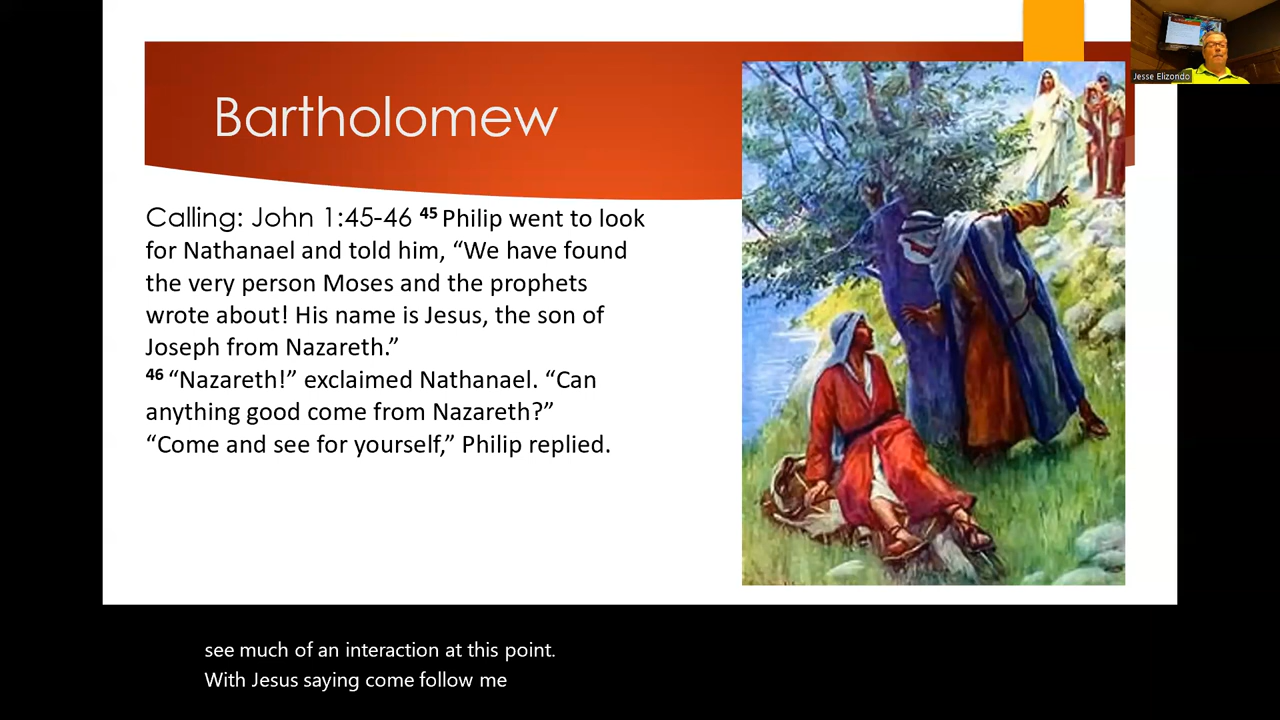 Bartholomew
Jesse Elizondo
Calling: John 1:45-46 45 Philip went to look
for Nathanael and told him, “We have found
the very person Moses and the prophets
wrote about! His name is Jesus, the son of
Joseph from Nazareth.”
46 “Nazareth!” exclaimed Nathanael. “Can
anything good come from Nazareth?”
“Come and see for yourself,” Philip replied.
see much of an interaction at this point.
With Jesus saying come follow me